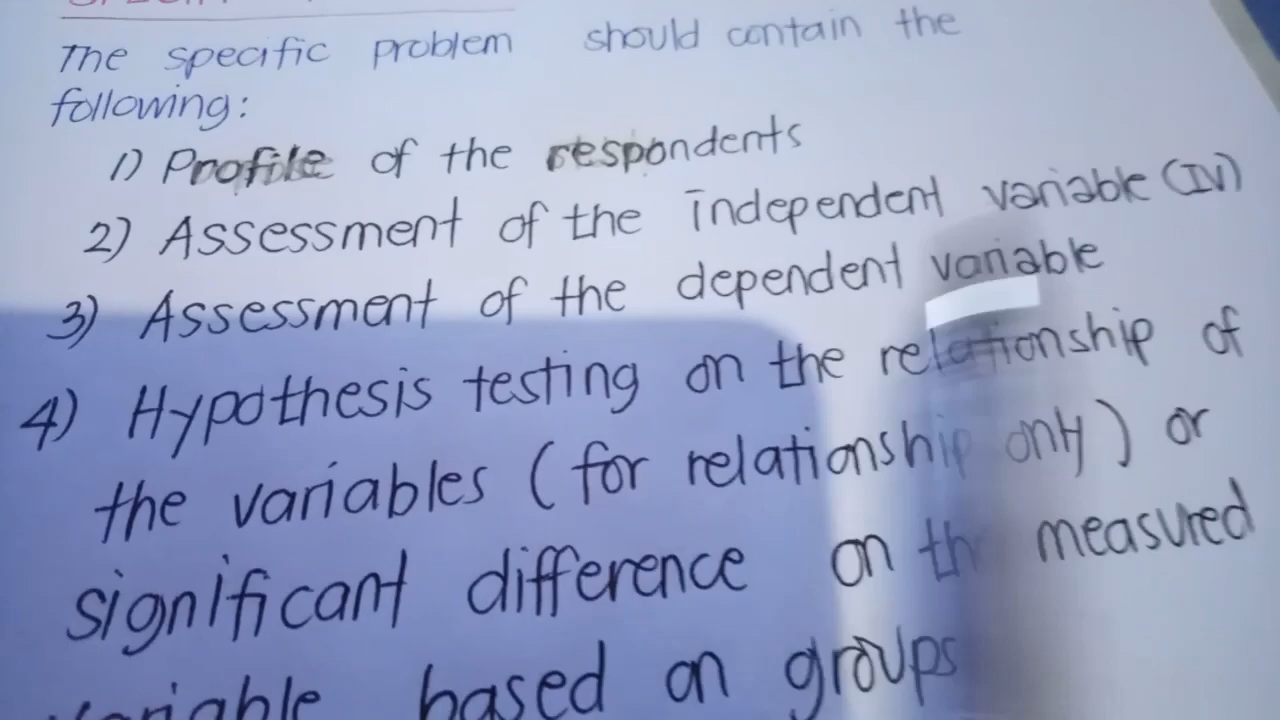 The specific problem should contain the
following:
1) Profile of the respondents
2) Assessment of the independent variable (IV)
3) Assessment of the dependent variable
4) Hypothesis testing on the relationship of
the variables (for relationship only) or
significant difference on th measured
variable based on groups